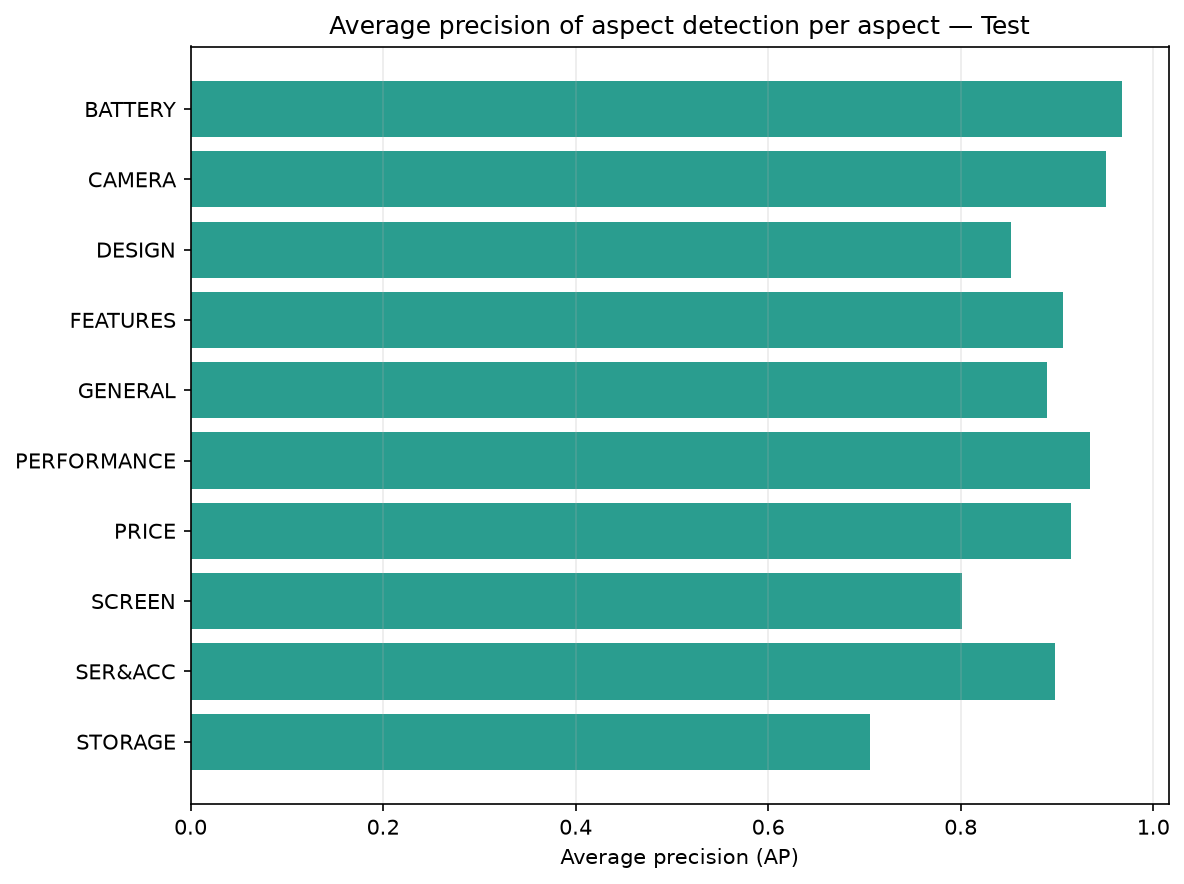 Average precision of aspect detection per aspect — Test
BATTERY
CAMERA
DESIGN
FEATURES
GENERAL
PERFORMANCE
PRICE
SCREEN
SER&ACC
STORAGE
0.0 0.2 0.4 0.6 0.8 1.0
Average precision (AP)